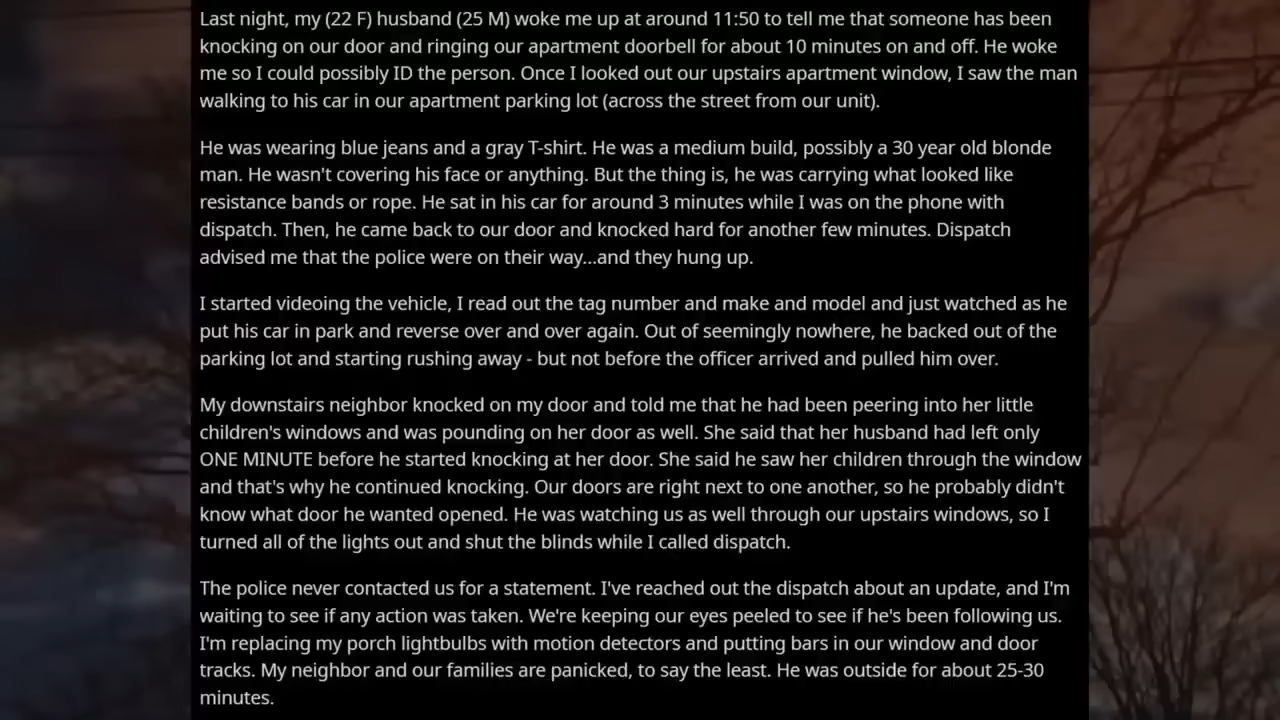 Last night, my (22 F) husband (25 M) woke me up at around 11:50 to tell me that someone has been
knocking on our door and ringing our apartment doorbell for about 10 minutes on and off. He woke
me so I could possibly ID the person. Once I looked out our upstairs apartment window, I saw the man
walking to his car in our apartment parking lot (across the street from our unit).
He was wearing blue jeans and a gray T-shirt. He was a medium build, possibly a 30 year old blonde
man. He wasn't covering his face or anything. But the thing is, he was carrying what looked like
resistance bands or rope. He sat in his car for around 3 minutes while I was on the phone with
dispatch. Then, he came back to our door and knocked hard for another few minutes. Dispatch
advised me that the police were on their way...and they hung up.
I started videoing the vehicle, I read out the tag number and make and model and just watched as he
put his car in park and reverse over and over again. Out of seemingly nowhere, he backed out of the
parking lot and starting rushing away - but not before the officer arrived and pulled him over.
My downstairs neighbor knocked on my door and told me that he had been peering into her little
children's windows and was pounding on her door as well. She said that her husband had left only
ONE MINUTE before he started knocking at her door. She said he saw her children through the window
and that's why he continued knocking. Our doors are right next to one another, so he probably didn't
know what door he wanted opened. He was watching us as well through our upstairs windows, so I
turned all of the lights out and shut the blinds while I called dispatch.
The police never contacted us for a statement. I've reached out the dispatch about an update, and I'm
waiting to see if any action was taken. We're keeping our eyes peeled to see if he's been following us.
I'm replacing my porch lightbulbs with motion detectors and putting bars in our window and door
tracks. My neighbor and our families are panicked, to say the least. He was outside for about 25-30
minutes.